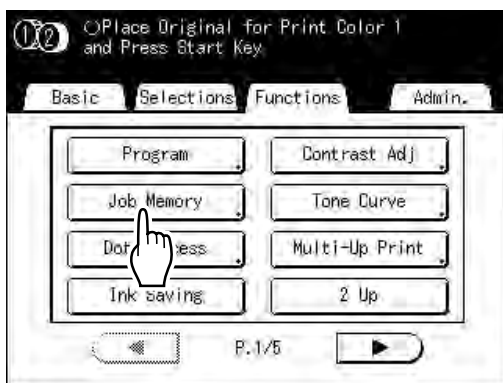 ①② ○Place Original for Print Color 1
and Press Start Key
Basic Selections Functions Admin.
Program Contrast Adj
Job Memory Tone Curve
Multi-Up Print
Ink Saving 2 Up
◀ P.1/5 ▶